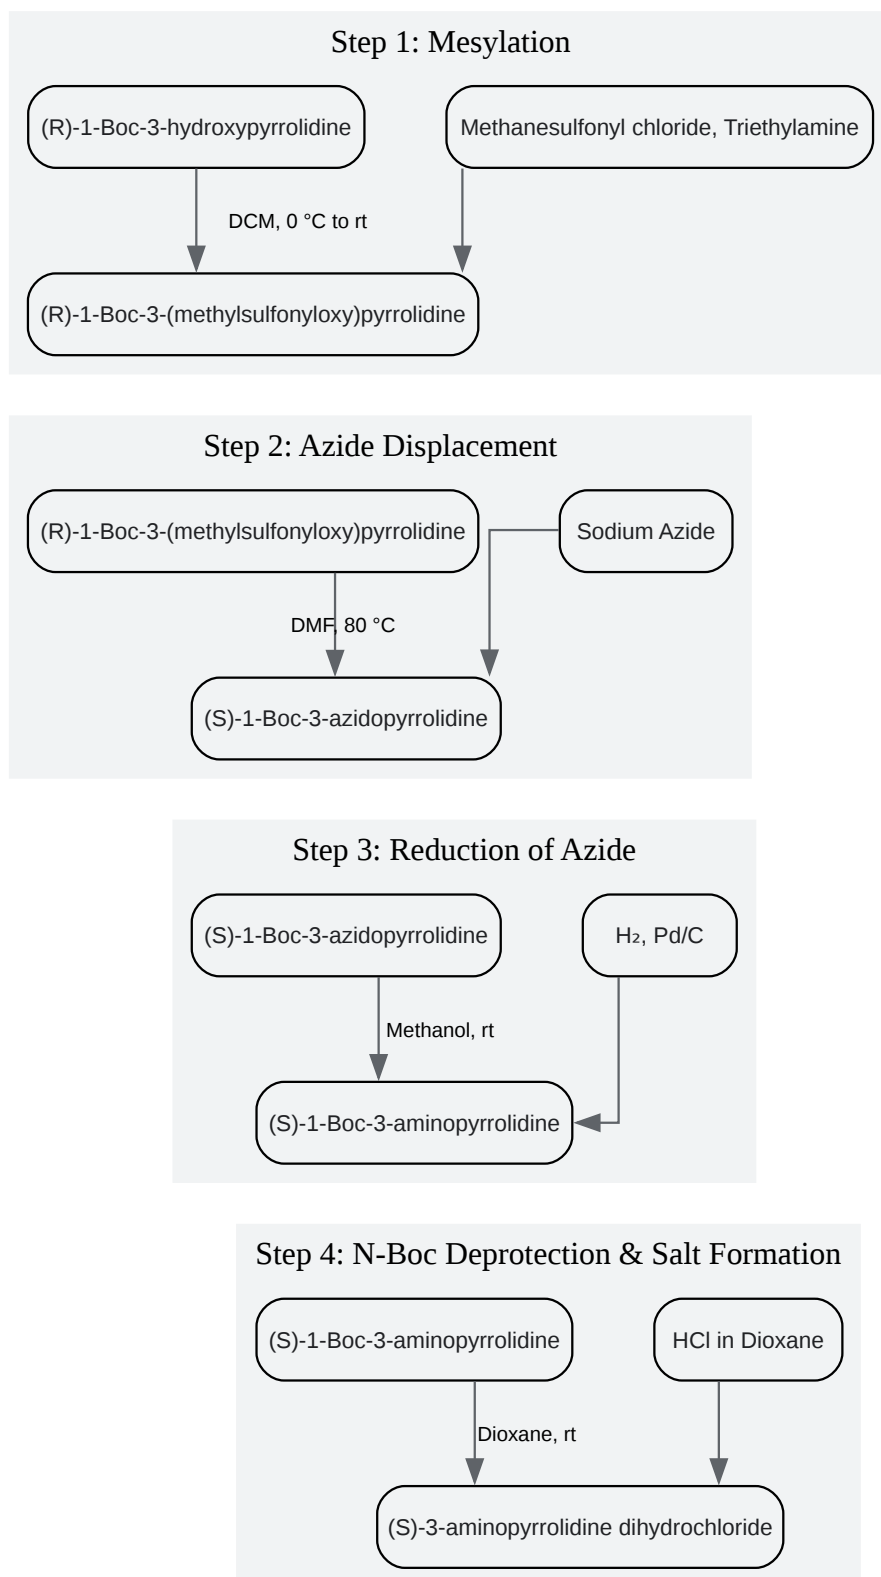 Step 1: Mesylation
(R)-1-Boc-3-hydroxypyrrolidine
Methanesulfonyl chloride, Triethylamine
DCM, 0 °C to rt
(R)-1-Boc-3-(methylsulfonyloxy)pyrrolidine
Step 2: Azide Displacement
(R)-1-Boc-3-(methylsulfonyloxy)pyrrolidine
Sodium Azide
DMF, 80 °C
(S)-1-Boc-3-azidopyrrolidine
Step 3: Reduction of Azide
(S)-1-Boc-3-azidopyrrolidine
H₂, Pd/C
Methanol, rt
(S)-1-Boc-3-aminopyrrolidine
Step 4: N-Boc Deprotection & Salt Formation
(S)-1-Boc-3-aminopyrrolidine
HCl in Dioxane
Dioxane, rt
(S)-3-aminopyrrolidine dihydrochloride